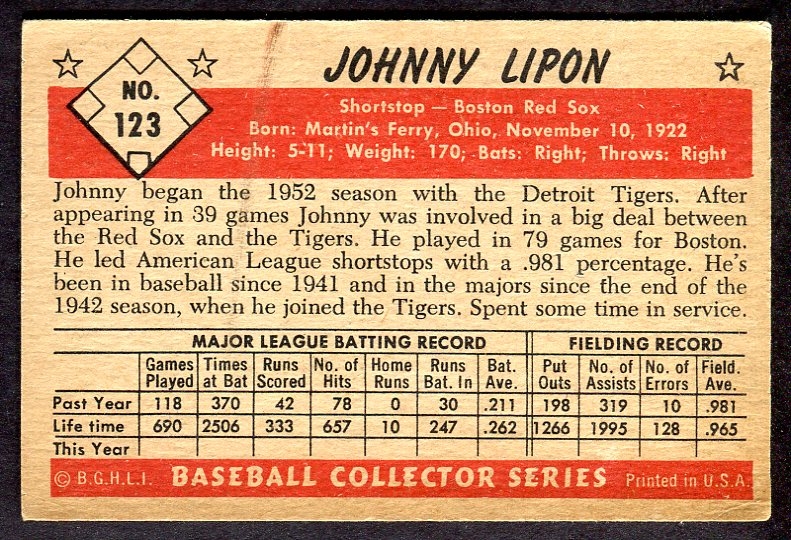 JOHNNY LIPON
NO.
123
Shortstop — Boston Red Sox
Born: Martin's Ferry, Ohio, November 10, 1922
Height: 5-11; Weight: 170; Bats: Right; Throws: Right
Johnny began the 1952 season with the Detroit Tigers. After
appearing in 39 games Johnny was involved in a big deal between
the Red Sox and the Tigers. He played in 79 games for Boston.
He led American League shortstops with a .981 percentage. He's
been in baseball since 1941 and in the majors since the end of the
1942 season, when he joined the Tigers. Spent some time in service.
MAJOR LEAGUE BATTING RECORD FIELDING RECORD
Games Times Runs No. of Home Runs Bat. Put No. of No. of Field.
Played at Bat Scored Hits Runs Bat. In Ave. Outs Assists Errors Ave.
Past Year 118 370 42 78 0 30 .211 198 319 10 .981
Life time 690 2506 333 657 10 247 .262 1266 1995 128 .965
This Year
© B.G.H.L.I. BASEBALL COLLECTOR SERIES Printed in U.S.A.